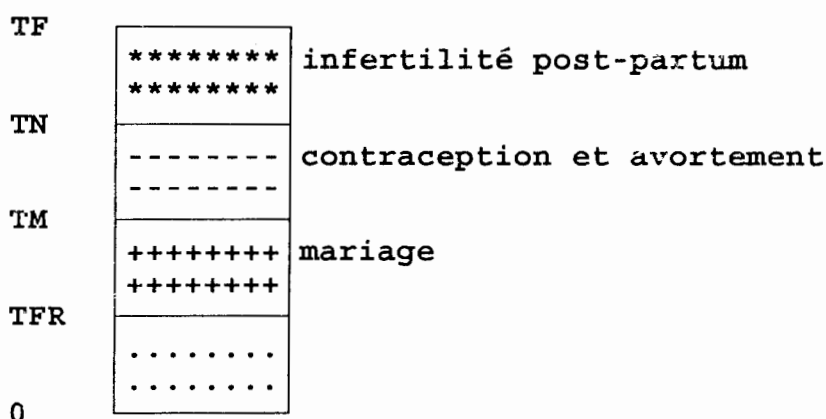 TF
******** infertilité post-partum
********
TN
-------- contraception et avortement
--------
TM
++++++++ mariage
++++++++
TFR
........
........
0